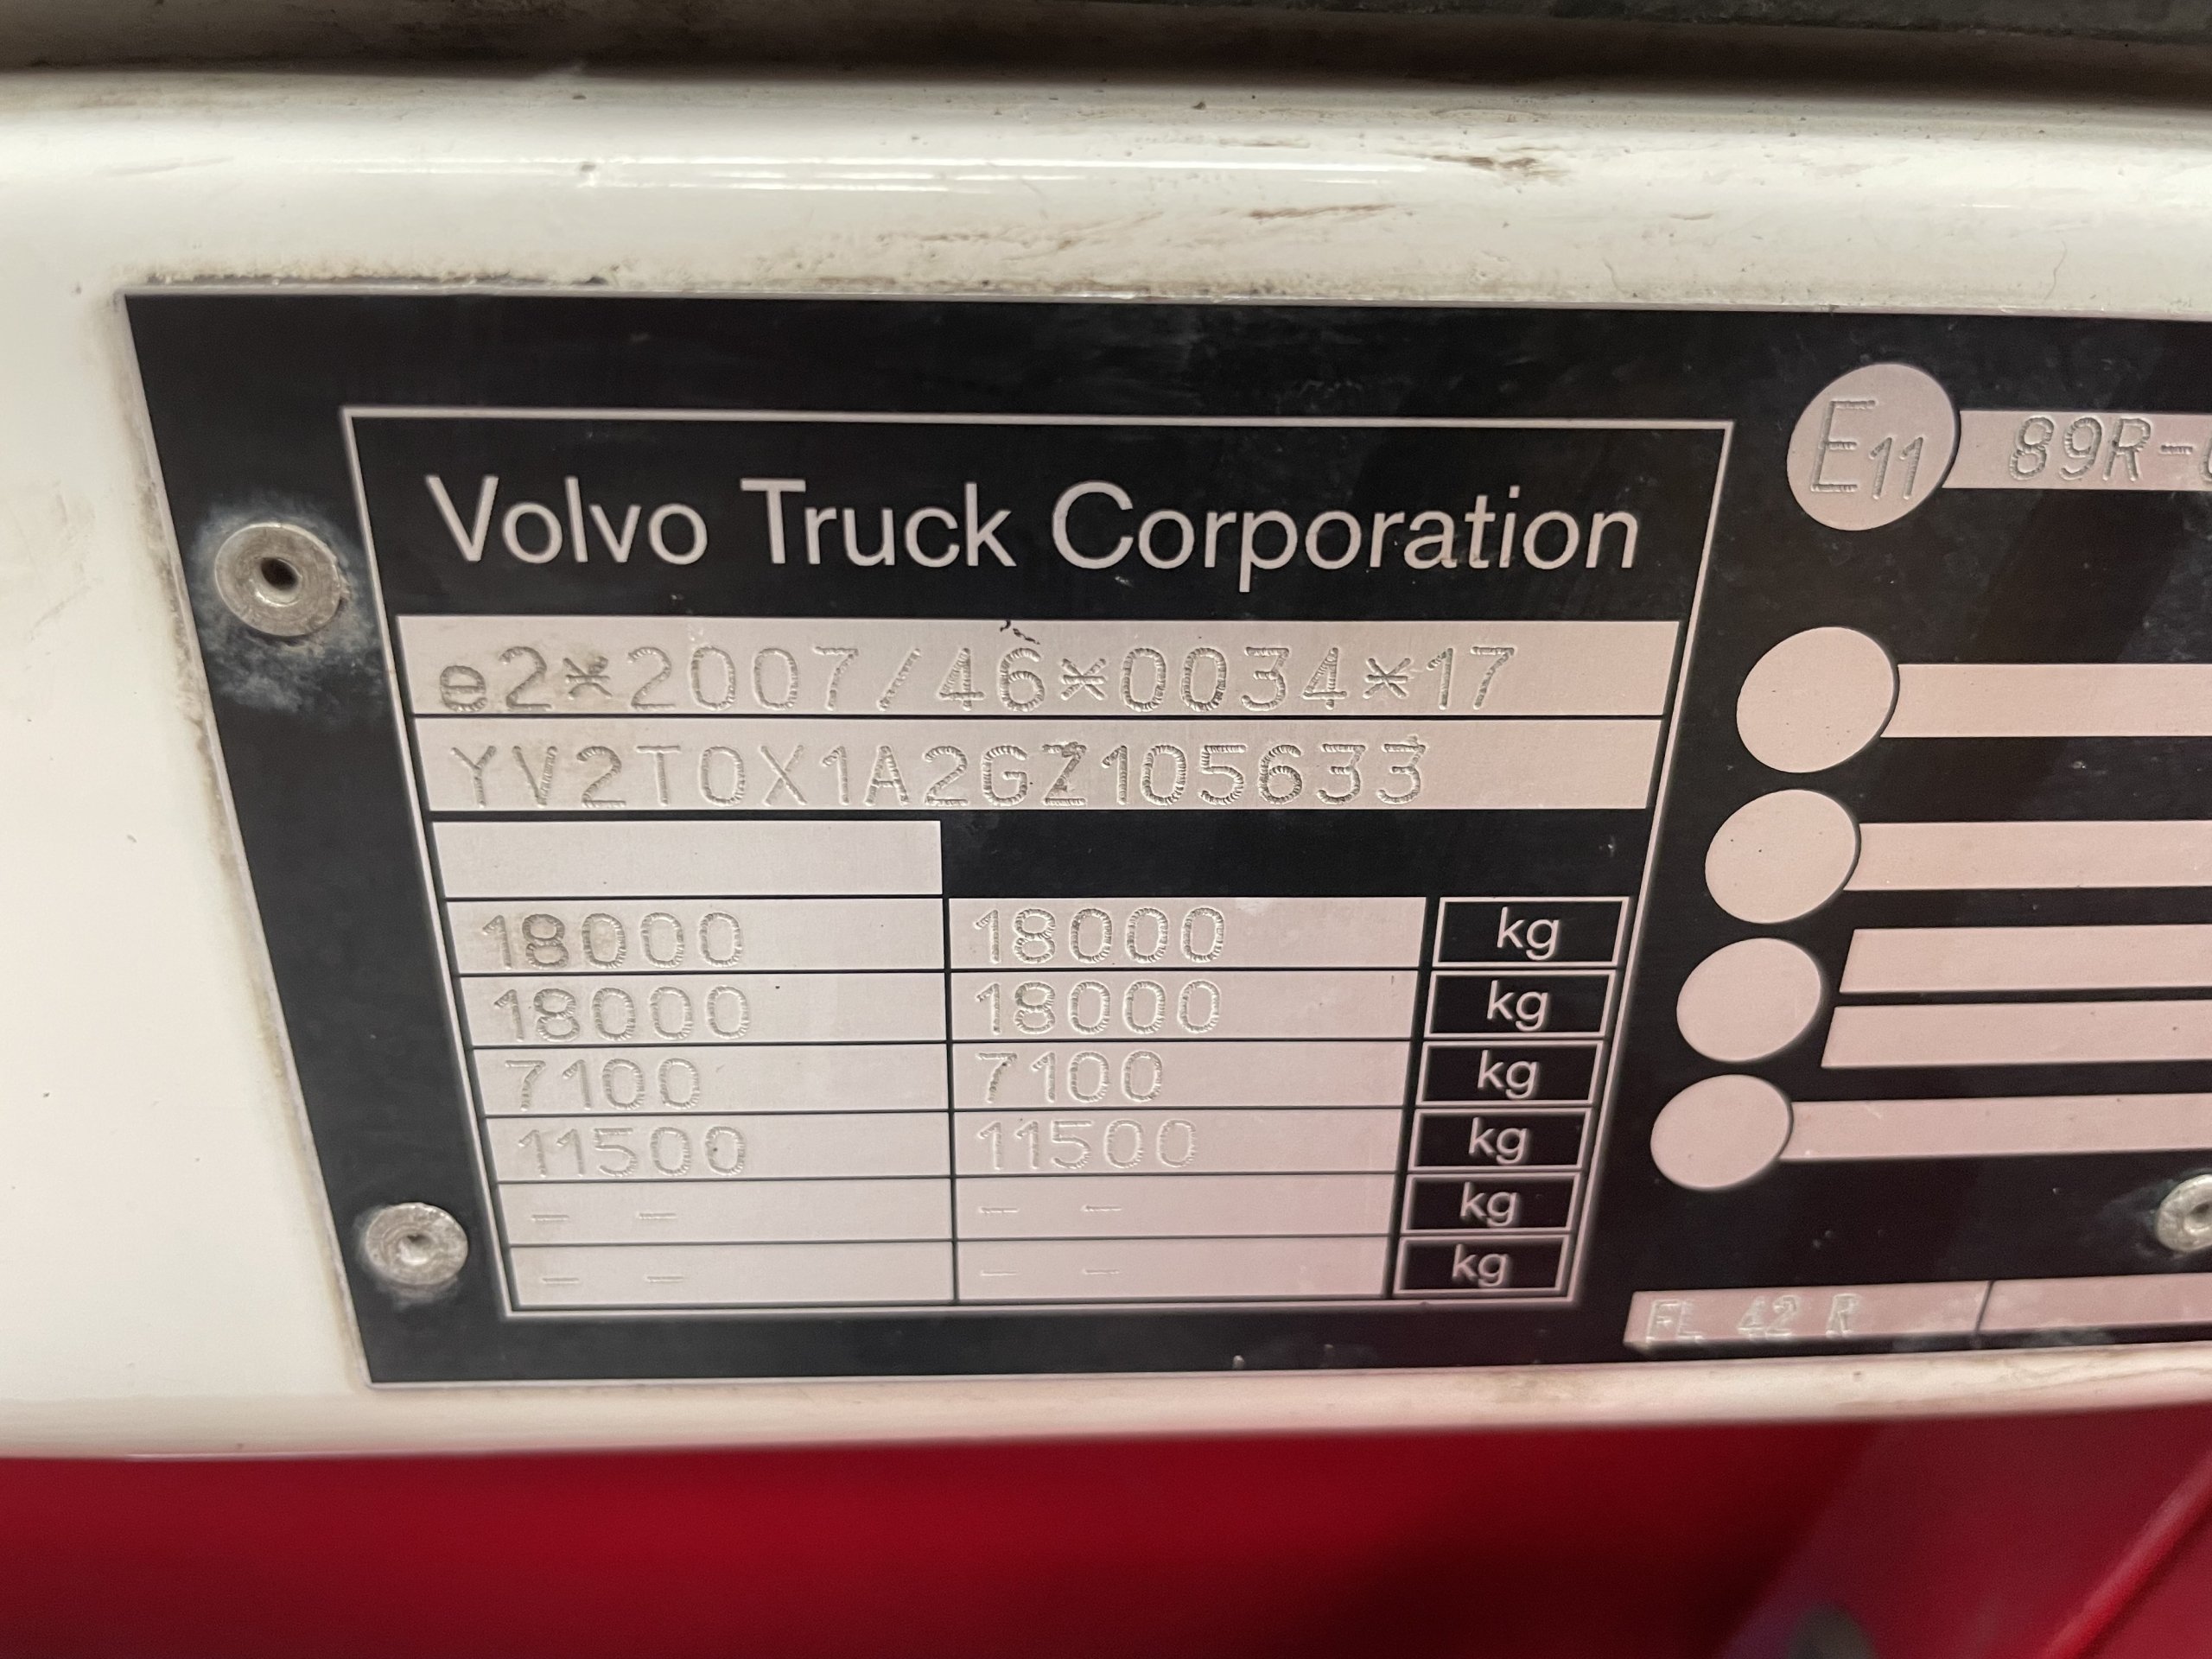 Volvo Truck Corporation
e2*2007/46*0034*17
YV2T0X1A2GZ105633
18000 18000 kg
18000 18000 kg
7100 7100 kg
11500 11500 kg
– – – – kg
– – – – kg
E11 89R-
FL 42 R